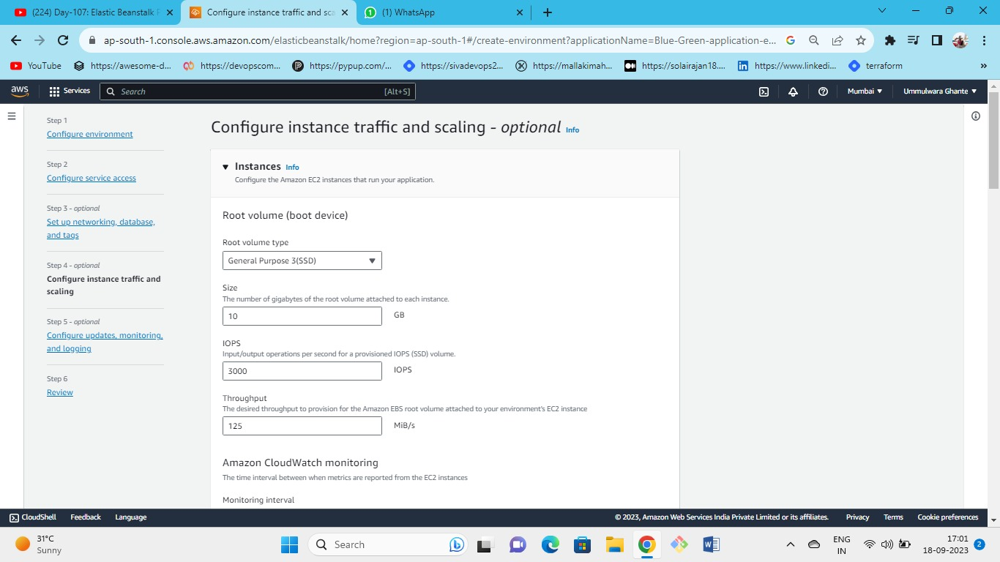 (224) Day-107: Elastic Beanstalk
Configure instance traffic and sca
(1) WhatsApp
ap-south-1.console.aws.amazon.com/elasticbeanstalk/home?region=ap-south-1#/create-environment?applicationName=Blue-Green-application-e...
YouTube
https://awesome-d...
https://devopscom...
https://pypup.com/...
https://sivadevops2...
https://mallakimah...
https://solairajan18....
https://www.linkedi...
terraform
»
aws
Services
Search
[Alt+S]
Mumbai
Ummulwara Ghante
Step 1
Configure environment
Step 2
Configure service access
Step 3 - optional
Set up networking, database,
and tags
Step 4 - optional
Configure instance traffic and
scaling
Step 5 - optional
Configure updates, monitoring,
and logging
Step 6
Review
Configure instance traffic and scaling - optional Info
Instances Info
Configure the Amazon EC2 instances that run your application.
Root volume (boot device)
Root volume type
General Purpose 3(SSD)
Size
The number of gigabytes of the root volume attached to each instance.
10 GB
IOPS
Input/output operations per second for a provisioned IOPS (SSD) volume.
3000 IOPS
Throughput
The desired throughput to provision for the Amazon EBS root volume attached to your environment's EC2 instance
125 MiB/s
Amazon CloudWatch monitoring
The time interval between when metrics are reported from the EC2 instances
Monitoring interval
CloudShell
Feedback
Language
© 2023, Amazon Web Services India Private Limited or its affiliates.
Privacy
Terms
Cookie preferences
31°C
Sunny
Search
ENG
IN
17:01
18-09-2023
2